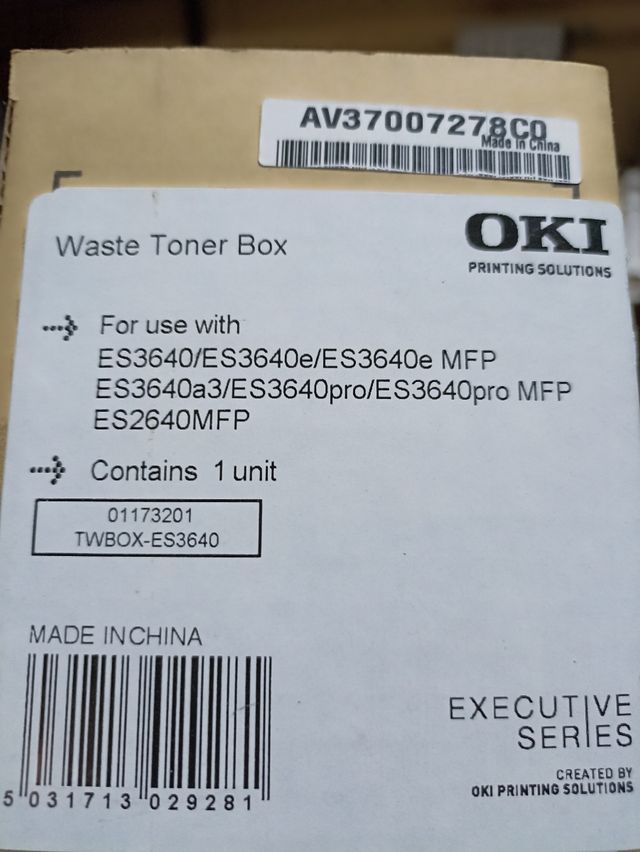 AV37007278C0
Made in China
OKI
PRINTING SOLUTIONS
Waste Toner Box
For use with
ES3640/ES3640e/ES3640e MFP
ES3640a3/ES3640pro/ES3640pro MFP
ES2640MFP
Contains 1 unit
01173201
TWBOX-ES3640
MADE IN CHINA
5 031713 029281
EXECUTIVE
SERIES
CREATED BY
OKI PRINTING SOLUTIONS